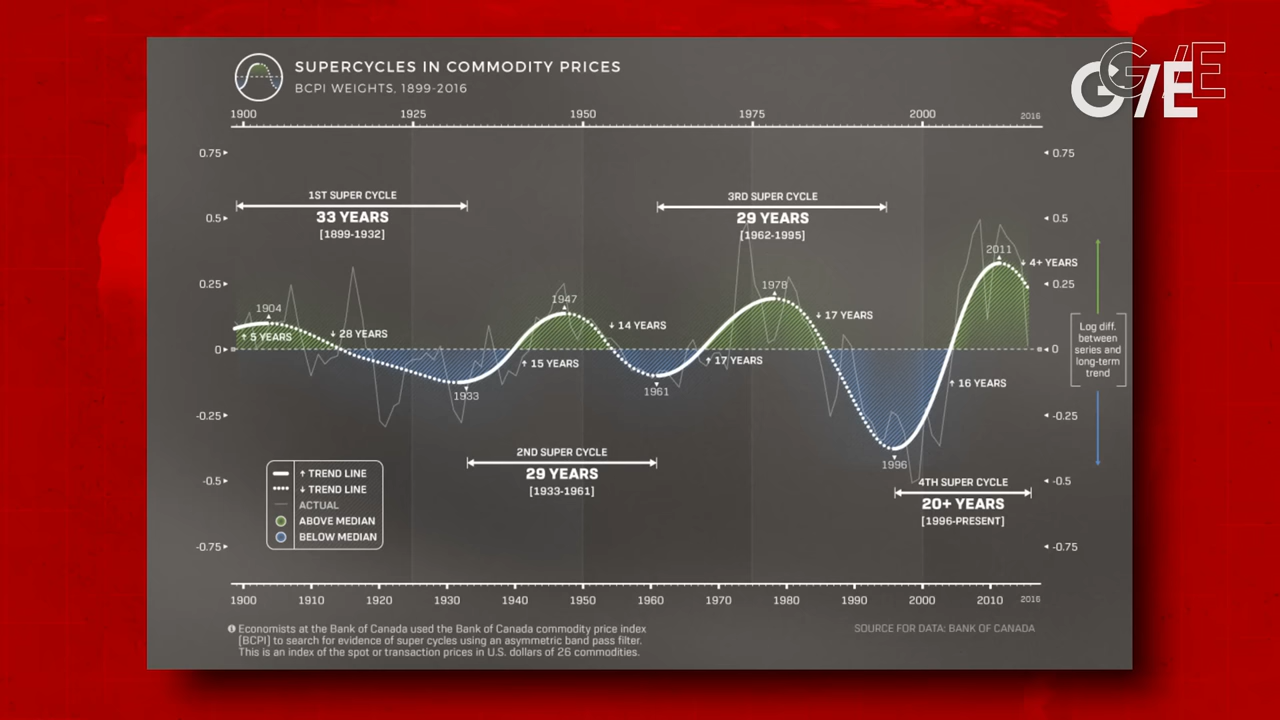 G/E
G/E
SUPERCYCLES IN COMMODITY PRICES
BCPI WEIGHTS, 1899-2016
1900 1925 1950 1975 2000 2016
0.75 0.75
1ST SUPER CYCLE
33 YEARS
[1899-1932]
3RD SUPER CYCLE
29 YEARS
[1962-1995]
0.5 0.5
2011
↓ 4+ YEARS
0.25 0.25
1904
↑ 5 YEARS
↓ 28 YEARS
1947
↓ 14 YEARS
1978
↓ 17 YEARS
0 0
↑ 15 YEARS
↑ 17 YEARS
↑ 16 YEARS
Log diff.
between
series and
long-term
trend
1933
1961
-0.25 -0.25
1996
2ND SUPER CYCLE
29 YEARS
[1933-1961]
4TH SUPER CYCLE
20+ YEARS
[1996-PRESENT]
-0.5 -0.5
↑ TREND LINE
↓ TREND LINE
ACTUAL
ABOVE MEDIAN
BELOW MEDIAN
-0.75 -0.75
1900 1910 1920 1930 1940 1950 1960 1970 1980 1990 2000 2010 2016
Economists at the Bank of Canada used the Bank of Canada commodity price index
[BCPI] to search for evidence of super cycles using an asymmetric band pass filter.
This is an index of the spot or transaction prices in U.S. dollars of 26 commodities.
SOURCE FOR DATA: BANK OF CANADA